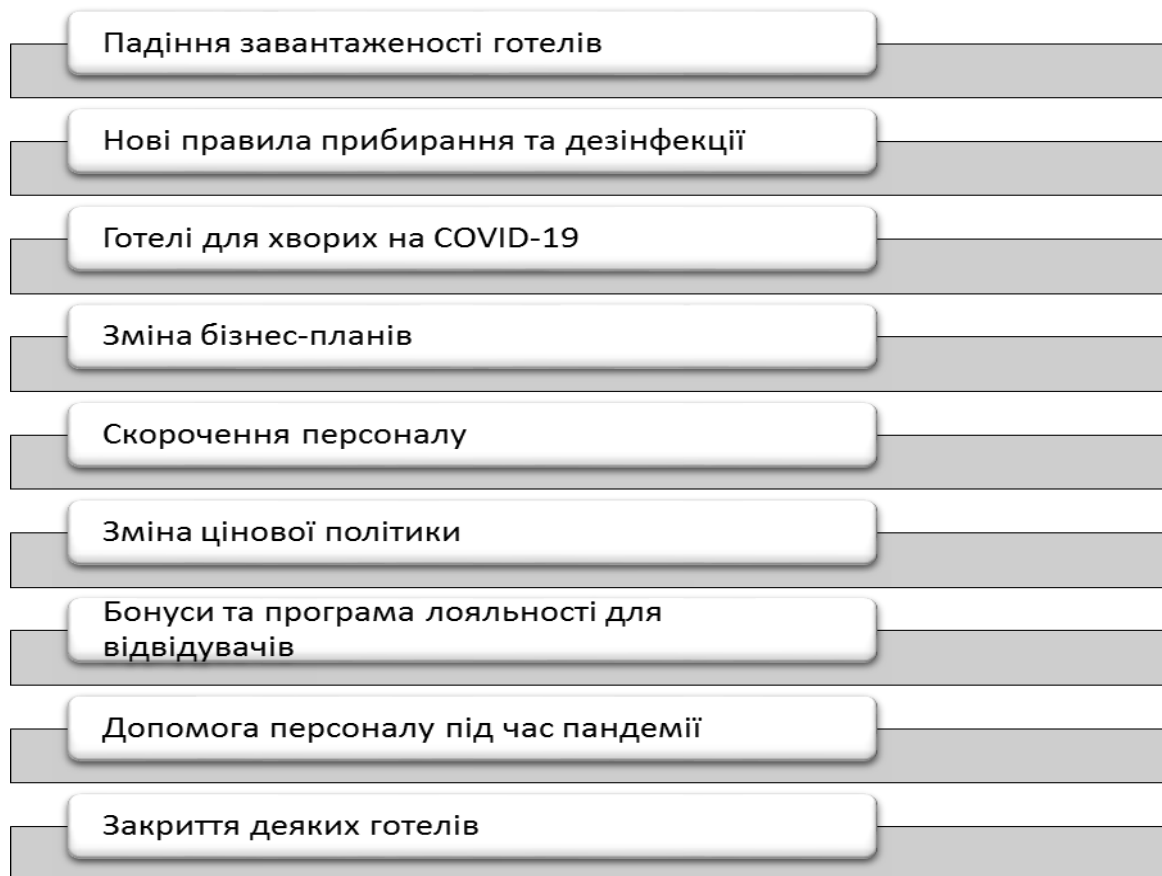 Падіння завантаженості готелів
Нові правила прибирання та дезінфекції
Готелі для хворих на COVID-19
Зміна бізнес-планів
Скорочення персоналу
Зміна цінової політики
Бонуси та програма лояльності для
відвідувачів
Допомога персоналу під час пандемії
Закриття деяких готелів